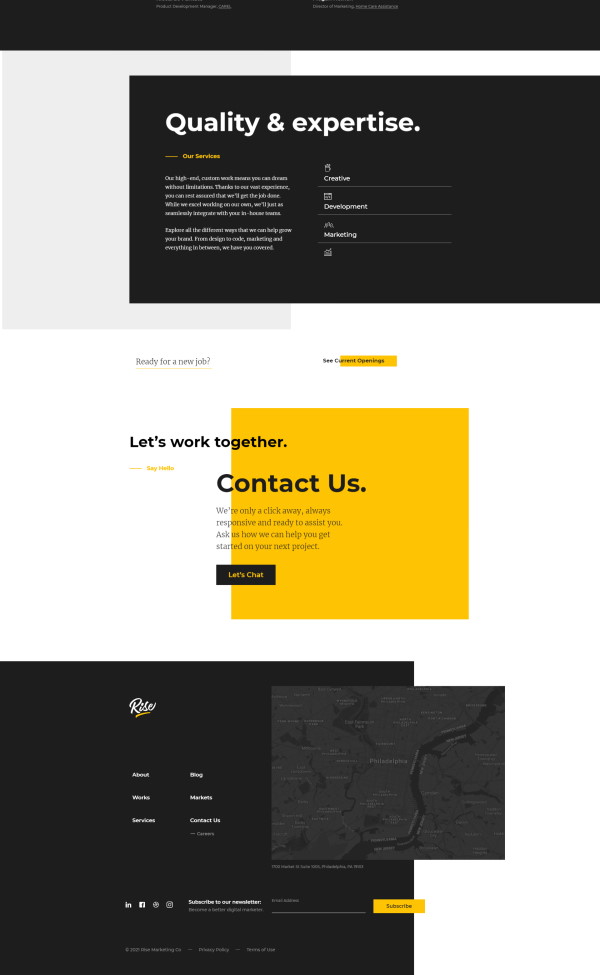 Product Development Manager, CAMEL
Director of Marketing, Home Care Assistance
Quality & expertise.
Our Services
Our high-end, custom work means you can dream
without limitations. Thanks to our vast experience,
you can rest assured that we'll get the job done.
While we excel working on our own, we'll just as
seamlessly integrate with your in-house teams.
Explore all the different ways that we can help grow
your brand. From design to code, marketing and
everything in between, we have you covered.
Creative
Development
Marketing
Ready for a new job?
See Current Openings
Let's work together.
Say Hello
Contact Us.
We're only a click away, always
responsive and ready to assist you.
Ask us how we can help you get
started on your next project.
Let's Chat
Rise
About
Blog
Works
Markets
Services
Contact Us
— Careers
Philadelphia
Philadelphia, PA
Subscribe to our newsletter:
Become a better digital marketer.
Email Address
Subscribe
© 2021 Rise Marketing Co — Privacy Policy — Terms of Use